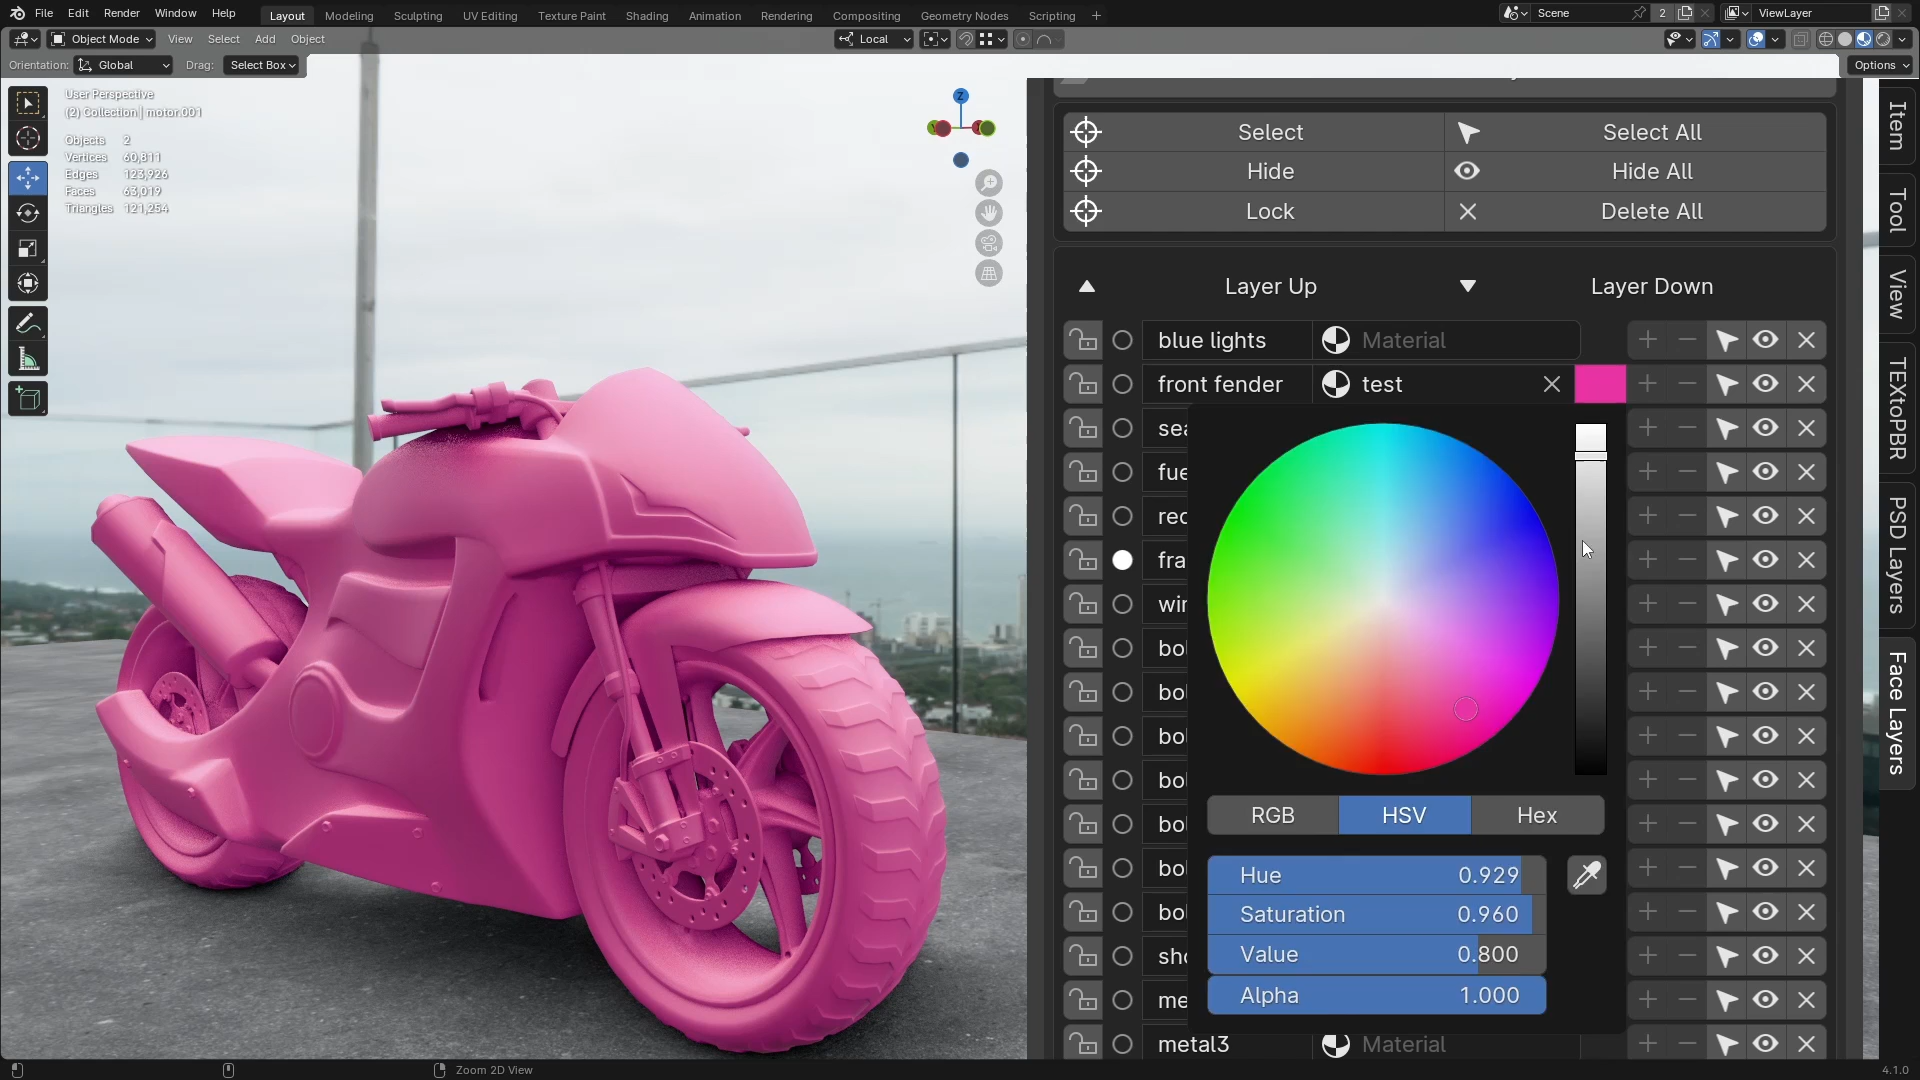 File Edit Render Window Help Layout Modeling Sculpting UV Editing Texture Paint Shading Animation Rendering Compositing Geometry Nodes Scripting + Scene 2 ViewLayer
Object Mode View Select Add Object Local
Orientation: Global Drag: Select Box Options
User Perspective
(2) Collection | motor.001
Objects 2
Vertices 60,811
Edges 123,926
Faces 63,019
Triangles 121,254
Z
Select Select All
Hide Hide All
Lock Delete All
Layer Up Layer Down
blue lights Material
front fender test
sea
fue
rec
fra
wir
bol
bol
bol
bol
bol
bol
bol
sho
me
metal3 Material
RGB HSV Hex
Hue 0.929
Saturation 0.960
Value 0.800
Alpha 1.000
Item
Tool
View
TEXtoPBR
PSD Layers
Face Layers
Zoom 2D View 4.1.0